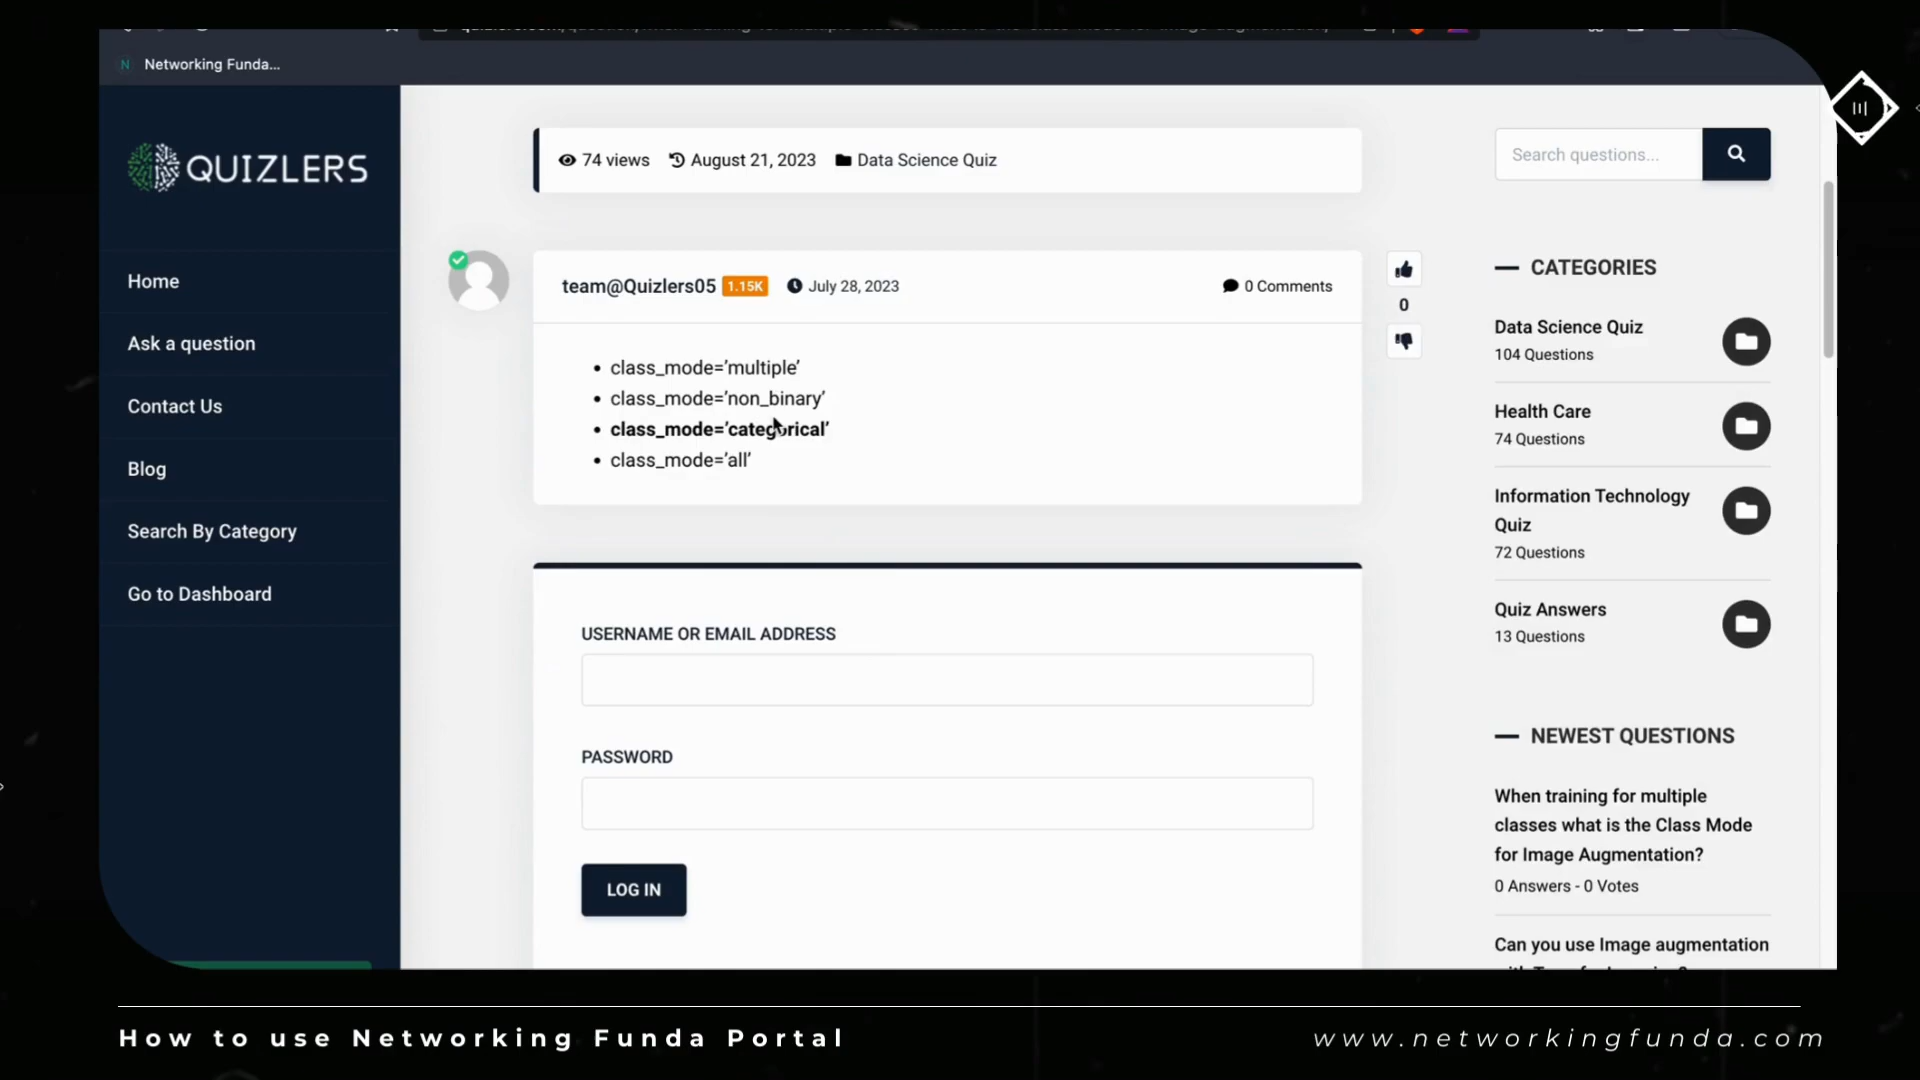 Networking Funda...
QUIZLERS
Home
Ask a question
Contact Us
Blog
Search By Category
Go to Dashboard
74 views August 21, 2023 Data Science Quiz
team@Quizlers05 1.15K July 28, 2023 0 Comments
• class_mode=’multiple’
• class_mode=’non_binary’
• class_mode=’categorical’
• class_mode=’all’
0
USERNAME OR EMAIL ADDRESS
PASSWORD
LOG IN
Search questions...
CATEGORIES
Data Science Quiz
104 Questions
Health Care
74 Questions
Information Technology
Quiz
72 Questions
Quiz Answers
13 Questions
NEWEST QUESTIONS
When training for multiple
classes what is the Class Mode
for Image Augmentation?
0 Answers - 0 Votes
Can you use Image augmentation
How to use Networking Funda Portal
www.networkingfunda.com